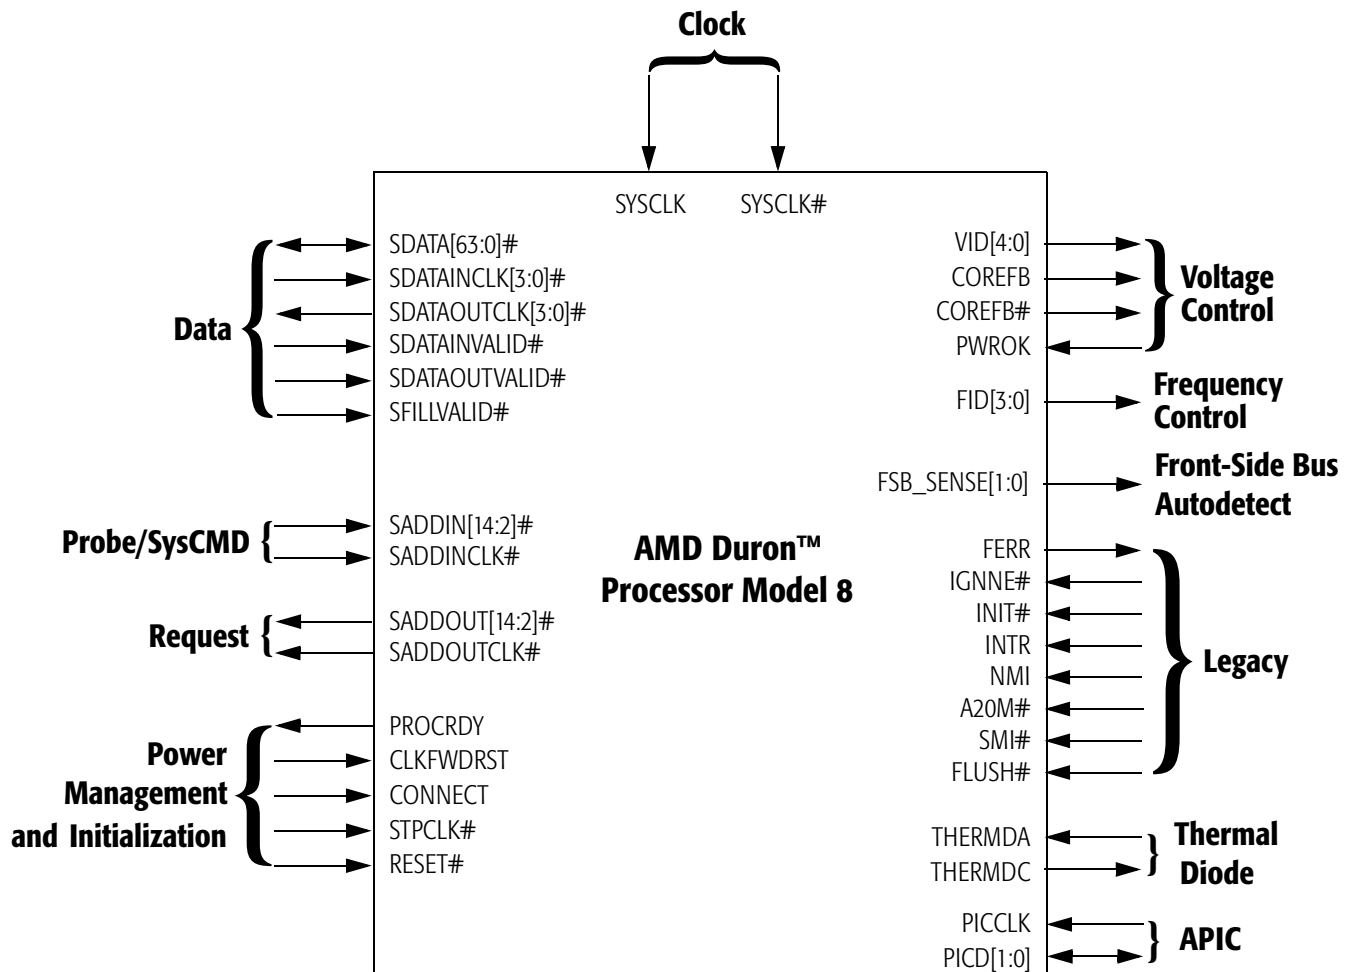 Clock
SYSCLK SYSCLK#
Data
SDATA[63:0]#
SDATAINCLK[3:0]#
SDATAOUTCLK[3:0]#
SDATAINVALID#
SDATAOUTVALID#
SFILLVALID#
Probe/SysCMD
SADDIN[14:2]#
SADDINCLK#
Request
SADDOUT[14:2]#
SADDOUTCLK#
Power
Management
and Initialization
PROCRDY
CLKFWDRST
CONNECT
STPCLK#
RESET#
AMD Duron™
Processor Model 8
VID[4:0]
COREFB
COREFB#
PWROK
Voltage
Control
FID[3:0]
Frequency
Control
FSB_SENSE[1:0]
Front-Side Bus
Autodetect
FERR
IGNNE#
INIT#
INTR
NMI
A20M#
SMI#
FLUSH#
Legacy
THERMDA
THERMDC
Thermal
Diode
PICCLK
PICD[1:0]
APIC